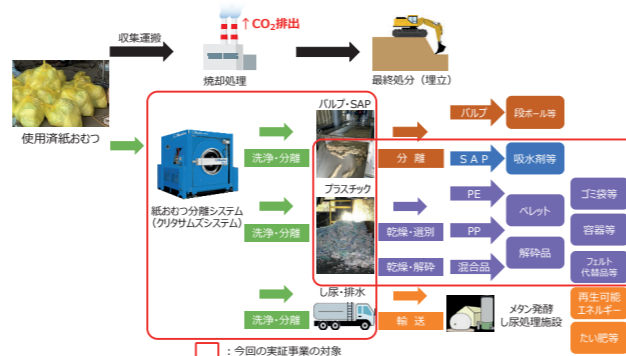 収集運搬
↑CO₂排出
焼却処理
最終処分（埋立）
使用済紙おむつ
パルプ・SAP
洗浄・分離
分 離
パルプ
段ボール等
SAP
吸水剤等
紙おむつ分離システム
（クリタサムズシステム）
プラスチック
洗浄・分離
PE
乾燥・選別
PP
ペレット
ゴミ袋等
容器等
乾燥・解砕
混合品
解砕品
フェルト
代替品等
し尿・排水
洗浄・分離
輸 送
メタン発酵
し尿処理施設
再生可能
エネルギー
たい肥等
：今回の実証事業の対象